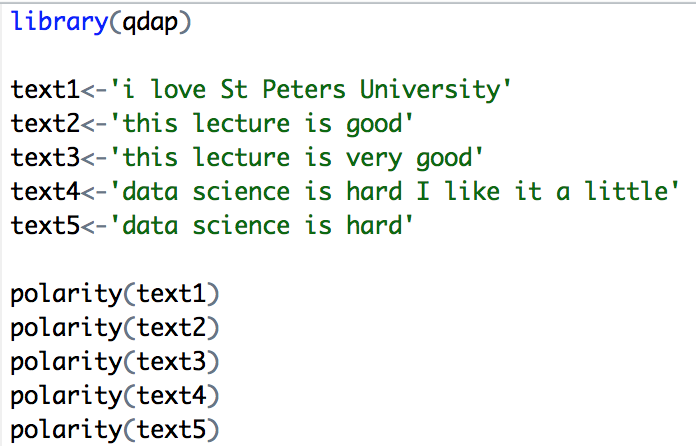 library(qdap)
text1<-'i love St Peters University'
text2<-'this lecture is good'
text3<-'this lecture is very good'
text4<-'data science is hard I like it a little'
text5<-'data science is hard'
polarity(text1)
polarity(text2)
polarity(text3)
polarity(text4)
polarity(text5)